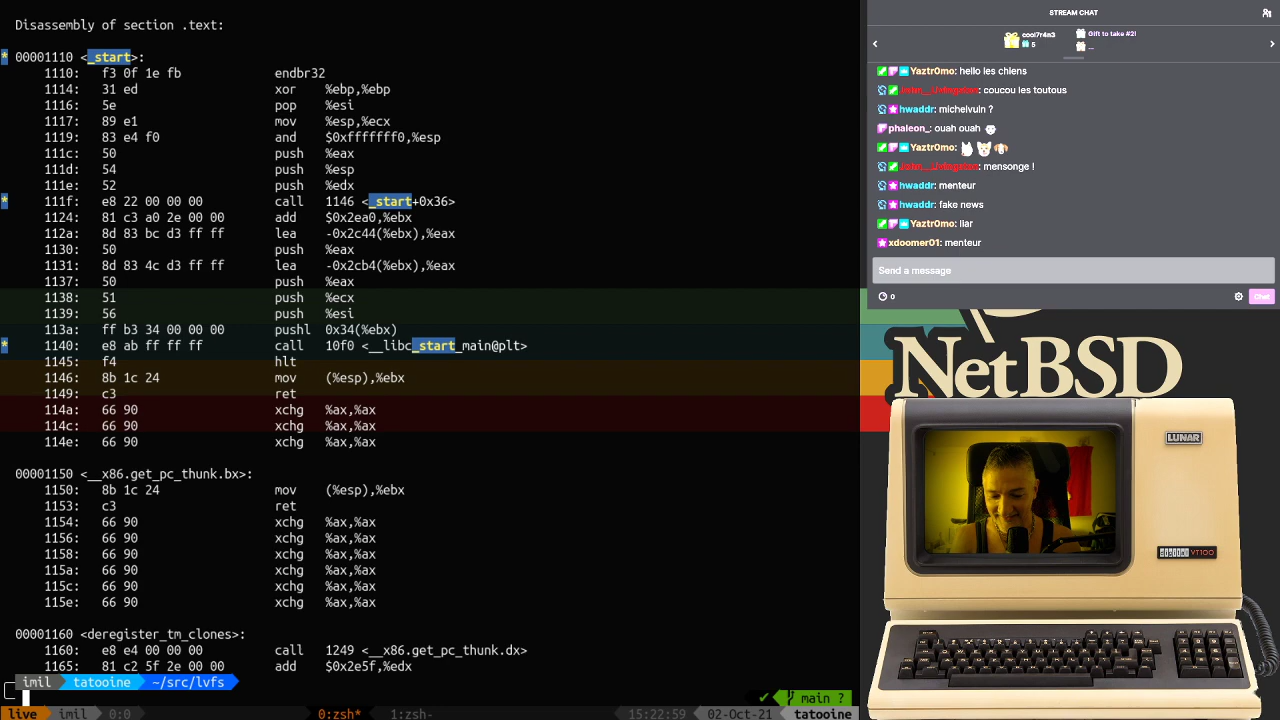 Disassembly of section .text:
* 00001110 <_start>:
1110: f3 0f 1e fb endbr32
1114: 31 ed xor %ebp,%ebp
1116: 5e pop %esi
1117: 89 e1 mov %esp,%ecx
1119: 83 e4 f0 and $0xfffffff0,%esp
111c: 50 push %eax
111d: 54 push %esp
111e: 52 push %edx
* 111f: e8 22 00 00 00 call 1146 <_start+0x36>
1124: 81 c3 a0 2e 00 00 add $0x2ea0,%ebx
112a: 8d 83 bc d3 ff ff lea -0x2c44(%ebx),%eax
1130: 50 push %eax
1131: 8d 83 4c d3 ff ff lea -0x2cb4(%ebx),%eax
1137: 50 push %eax
1138: 51 push %ecx
1139: 56 push %esi
113a: ff b3 34 00 00 00 pushl 0x34(%ebx)
* 1140: e8 ab ff ff ff call 10f0 <__libc_start_main@plt>
1145: f4 hlt
1146: 8b 1c 24 mov (%esp),%ebx
1149: c3 ret
114a: 66 90 xchg %ax,%ax
114c: 66 90 xchg %ax,%ax
114e: 66 90 xchg %ax,%ax
00001150 <__x86.get_pc_thunk.bx>:
1150: 8b 1c 24 mov (%esp),%ebx
1153: c3 ret
1154: 66 90 xchg %ax,%ax
1156: 66 90 xchg %ax,%ax
1158: 66 90 xchg %ax,%ax
115a: 66 90 xchg %ax,%ax
115c: 66 90 xchg %ax,%ax
115e: 66 90 xchg %ax,%ax
00001160 <deregister_tm_clones>:
1160: e8 e4 00 00 00 call 1249 <__x86.get_pc_thunk.dx>
1165: 81 c2 5f 2e 00 00 add $0x2e5f,%edx
imil tatooine ~/src/lvfs
✔ main ?
live imil 0:0 0:zsh* 1:zsh- 15:22:59 02-Oct-21 tatooine
STREAM CHAT
cool7r4n3
5
Gift to take #2!
...
Yaztr0mo: hello les chiens
coucou les toutous
hwaddr: michelvuin ?
phaleon_: ouah ouah
Yaztr0mo:
mensonge !
hwaddr: menteur
hwaddr: fake news
Yaztr0mo: liar
xdoomer01: menteur
Send a message
0
Chat
NetBSD
LUNAR
digital VT100